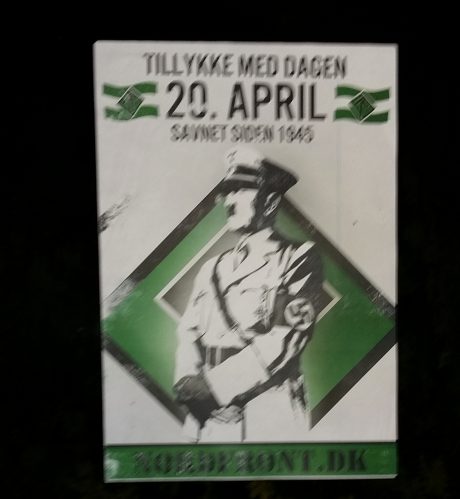 TILLYKKE MED DAGEN
20. APRIL
SAVNET SIDEN 1945
NORDFRONT.DK